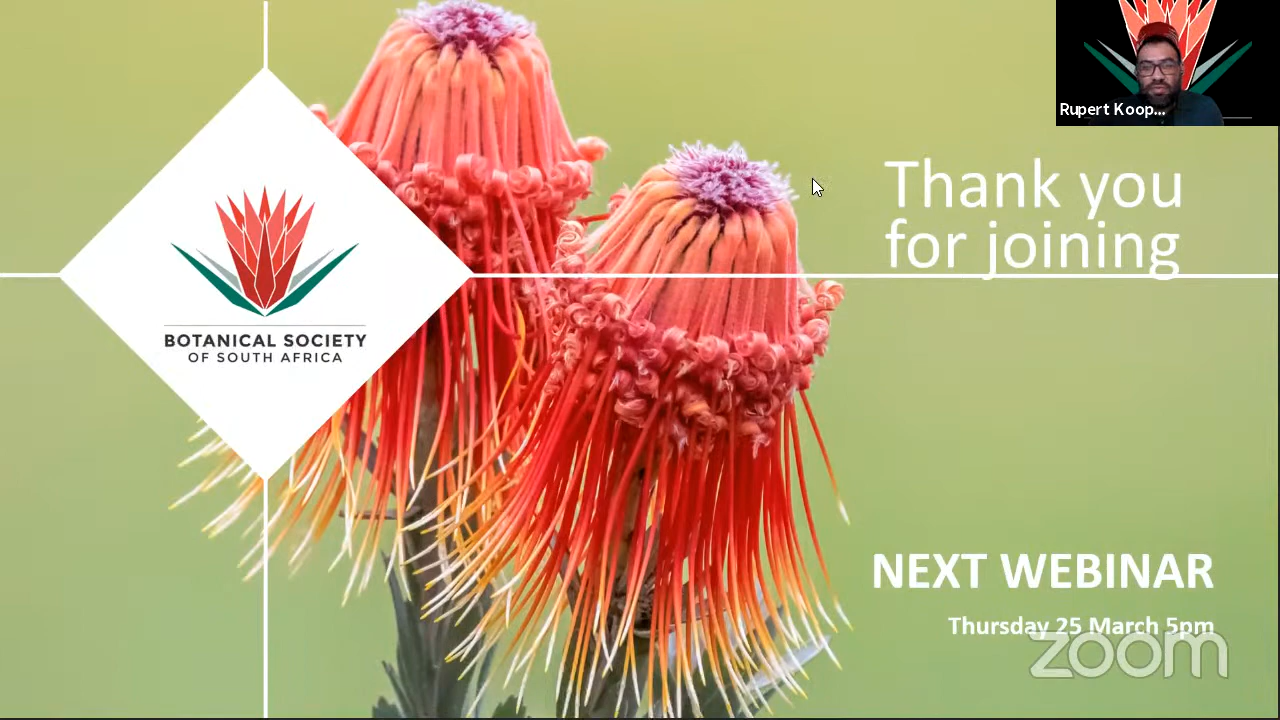 Rupert Koop...
Thank you
for joining
BOTANICAL SOCIETY
OF SOUTH AFRICA
NEXT WEBINAR
Thursday 25 March 5pm
zoom